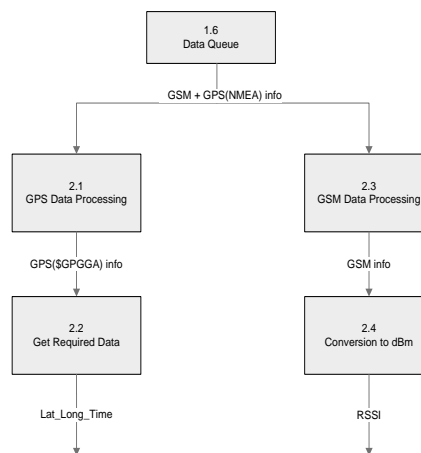 1.6
Data Queue
GSM + GPS(NMEA) info
2.1
GPS Data Processing
2.3
GSM Data Processing
GPS($GPGGA) info
GSM info
2.2
Get Required Data
2.4
Conversion to dBm
Lat_Long_Time
RSSI